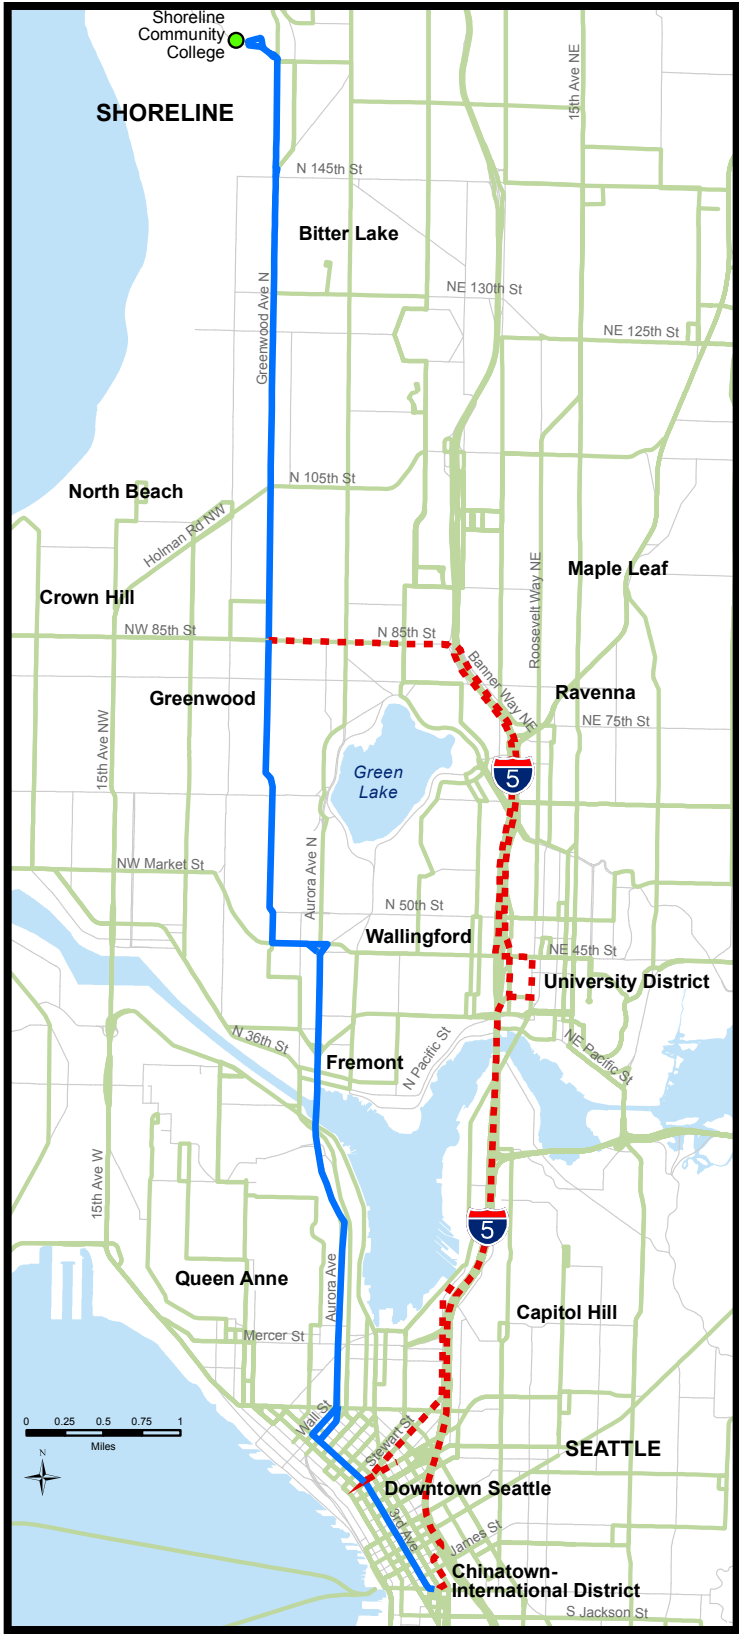 Shoreline
Community
College
SHORELINE
15th Ave NE
N 145th St
Bitter Lake
NE 130th St
Greenwood Ave N
NE 125th St
N 105th St
North Beach
Holman Rd NW
Maple Leaf
Crown Hill
Roosevelt Way NE
NW 85th St
N 85th St
Banner Way NE
Greenwood
Ravenna
NE 75th St
15th Ave NW
Green
Lake
5
NW Market St
Aurora Ave N
N 50th St
Wallingford
NE 45th St
University District
N 36th St
Fremont
N Pacific St
NE Pacific St
15th Ave W
5
Queen Anne
Aurora Ave
Capitol Hill
Mercer St
Wall St
Stewart St
0 0.25 0.5 0.75 1
Miles
N
SEATTLE
Downtown Seattle
3rd Ave
James St
Chinatown-
International District
S Jackson St